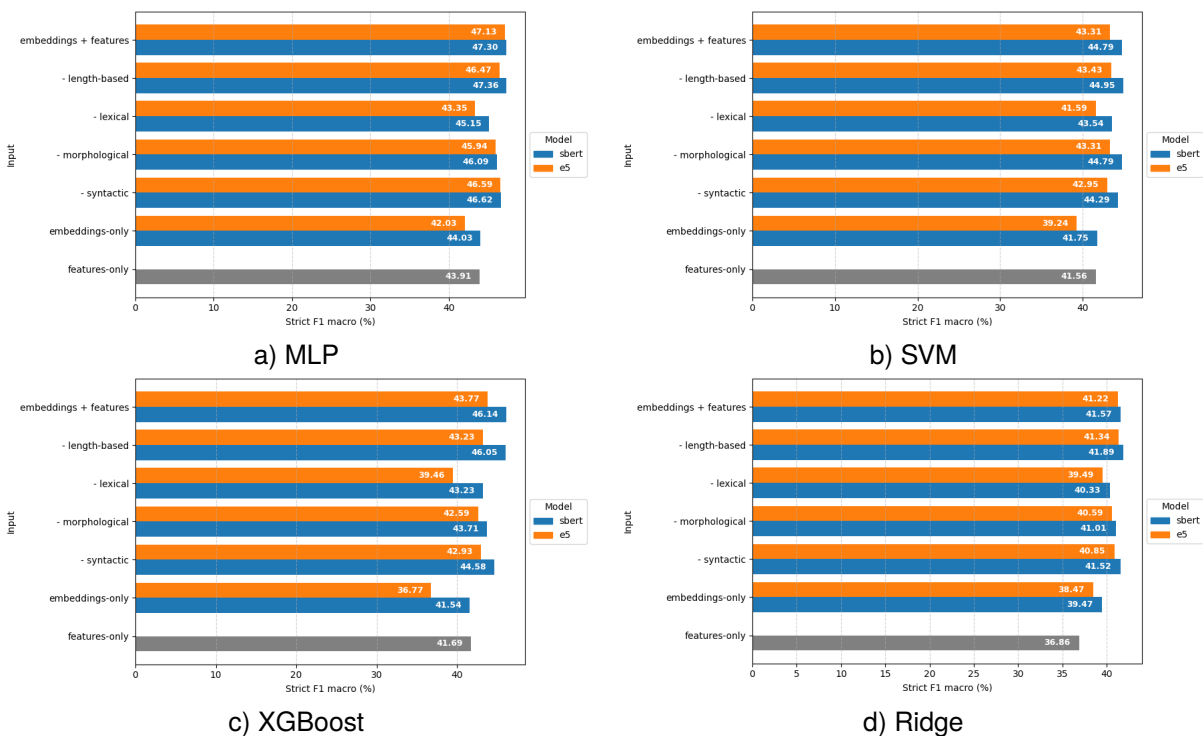 embeddings + features
47.13
47.30
- length-based
46.47
47.36
- lexical
43.35
45.15
- morphological
45.94
46.09
- syntactic
46.59
46.62
embeddings-only
42.03
44.03
features-only
43.91
Input
0 10 20 30 40
Strict F1 macro (%)
Model
sbert
e5
a) MLP
embeddings + features
43.31
44.79
- length-based
43.43
44.95
- lexical
41.59
43.54
- morphological
43.31
44.79
- syntactic
42.95
44.29
embeddings-only
39.24
41.75
features-only
41.56
Input
0 10 20 30 40
Strict F1 macro (%)
Model
sbert
e5
b) SVM
embeddings + features
43.77
46.14
- length-based
43.23
46.05
- lexical
39.46
43.23
- morphological
42.59
43.71
- syntactic
42.93
44.58
embeddings-only
36.77
41.54
features-only
41.69
Input
0 10 20 30 40
Strict F1 macro (%)
Model
sbert
e5
c) XGBoost
embeddings + features
41.22
41.57
- length-based
41.34
41.89
- lexical
39.49
40.33
- morphological
40.59
41.01
- syntactic
40.85
41.52
embeddings-only
38.47
39.47
features-only
36.86
Input
0 5 10 15 20 25 30 35 40
Strict F1 macro (%)
Model
sbert
e5
d) Ridge